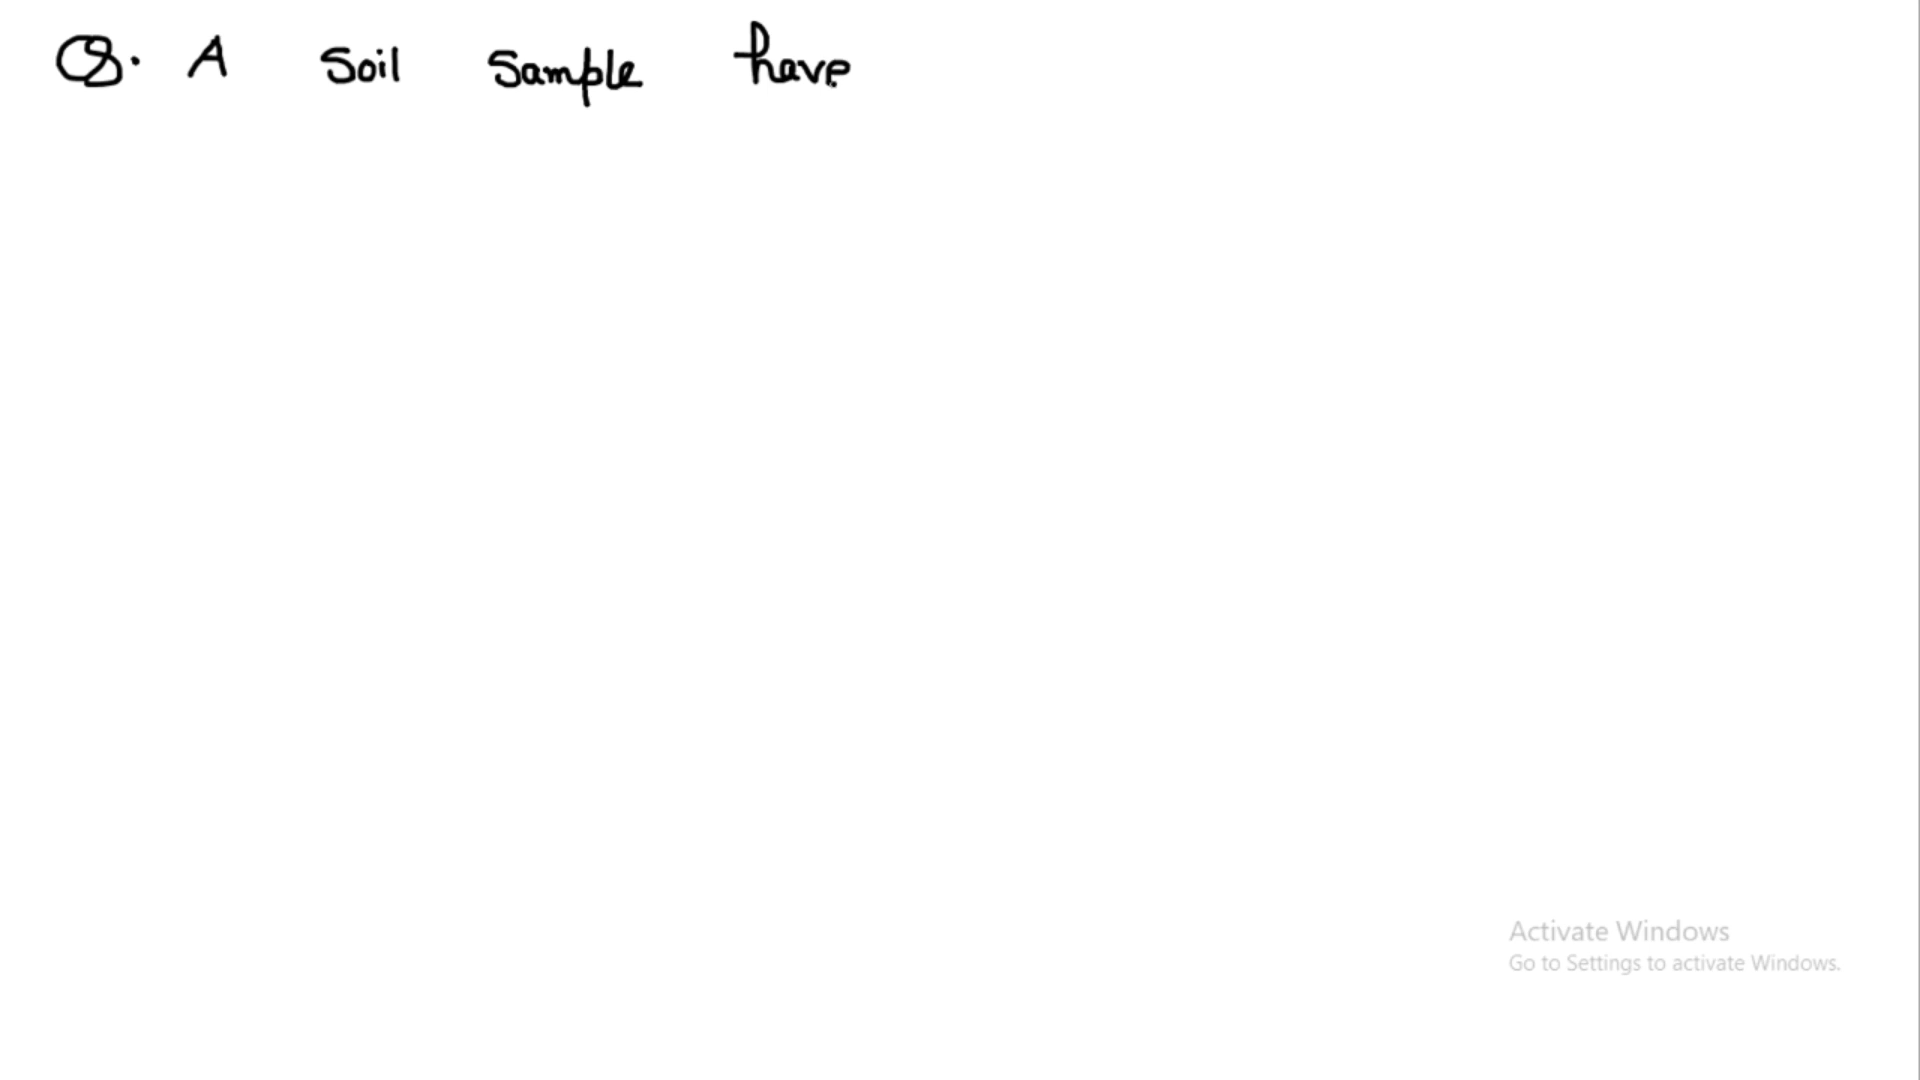 Q. A Soil Sample have
Activate Windows
Go to Settings to activate Windows.